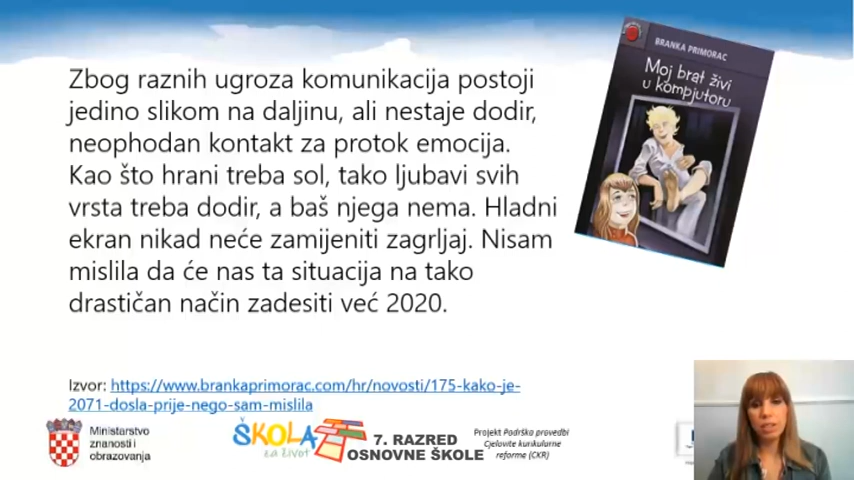 Zbog raznih ugroza komunikacija postoji
jedino slikom na daljinu, ali nestaje dodir,
neophodan kontakt za protok emocija.
Kao što hrani treba sol, tako ljubavi svih
vrsta treba dodir, a baš njega nema. Hladni
ekran nikad neće zamijeniti zagrljaj. Nisam
mislila da će nas ta situacija na tako
drastičan način zadesiti već 2020.
BRANKA PRIMORAC
Moj brat živi
u kompjutoru
Izvor: https://www.brankaprimorac.com/hr/novosti/175-kako-je-
2071-dosla-prije-nego-sam-mislila
Ministarstvo
znanosti i
obrazovanja
ŠKOLA
za život
7. RAZRED
OSNOVNE ŠKOLE
Projekt Podrška provedbi
Cjelovite kurikularne
reforme (CKR)